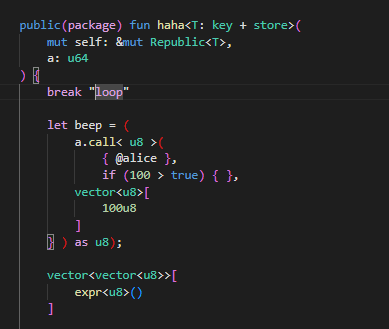 public(package) fun haha<T: key + store>(
    mut self: &mut Republic<T>,
    a: u64
) {
    break "loop"

    let beep = (
        a.call< u8 >(
            { @alice },
            if (100 > true) { },
        vector<u8>[
            100u8
        ]
    } ) as u8);

    vector<vector<u8>>[
        expr<u8>()
    ]